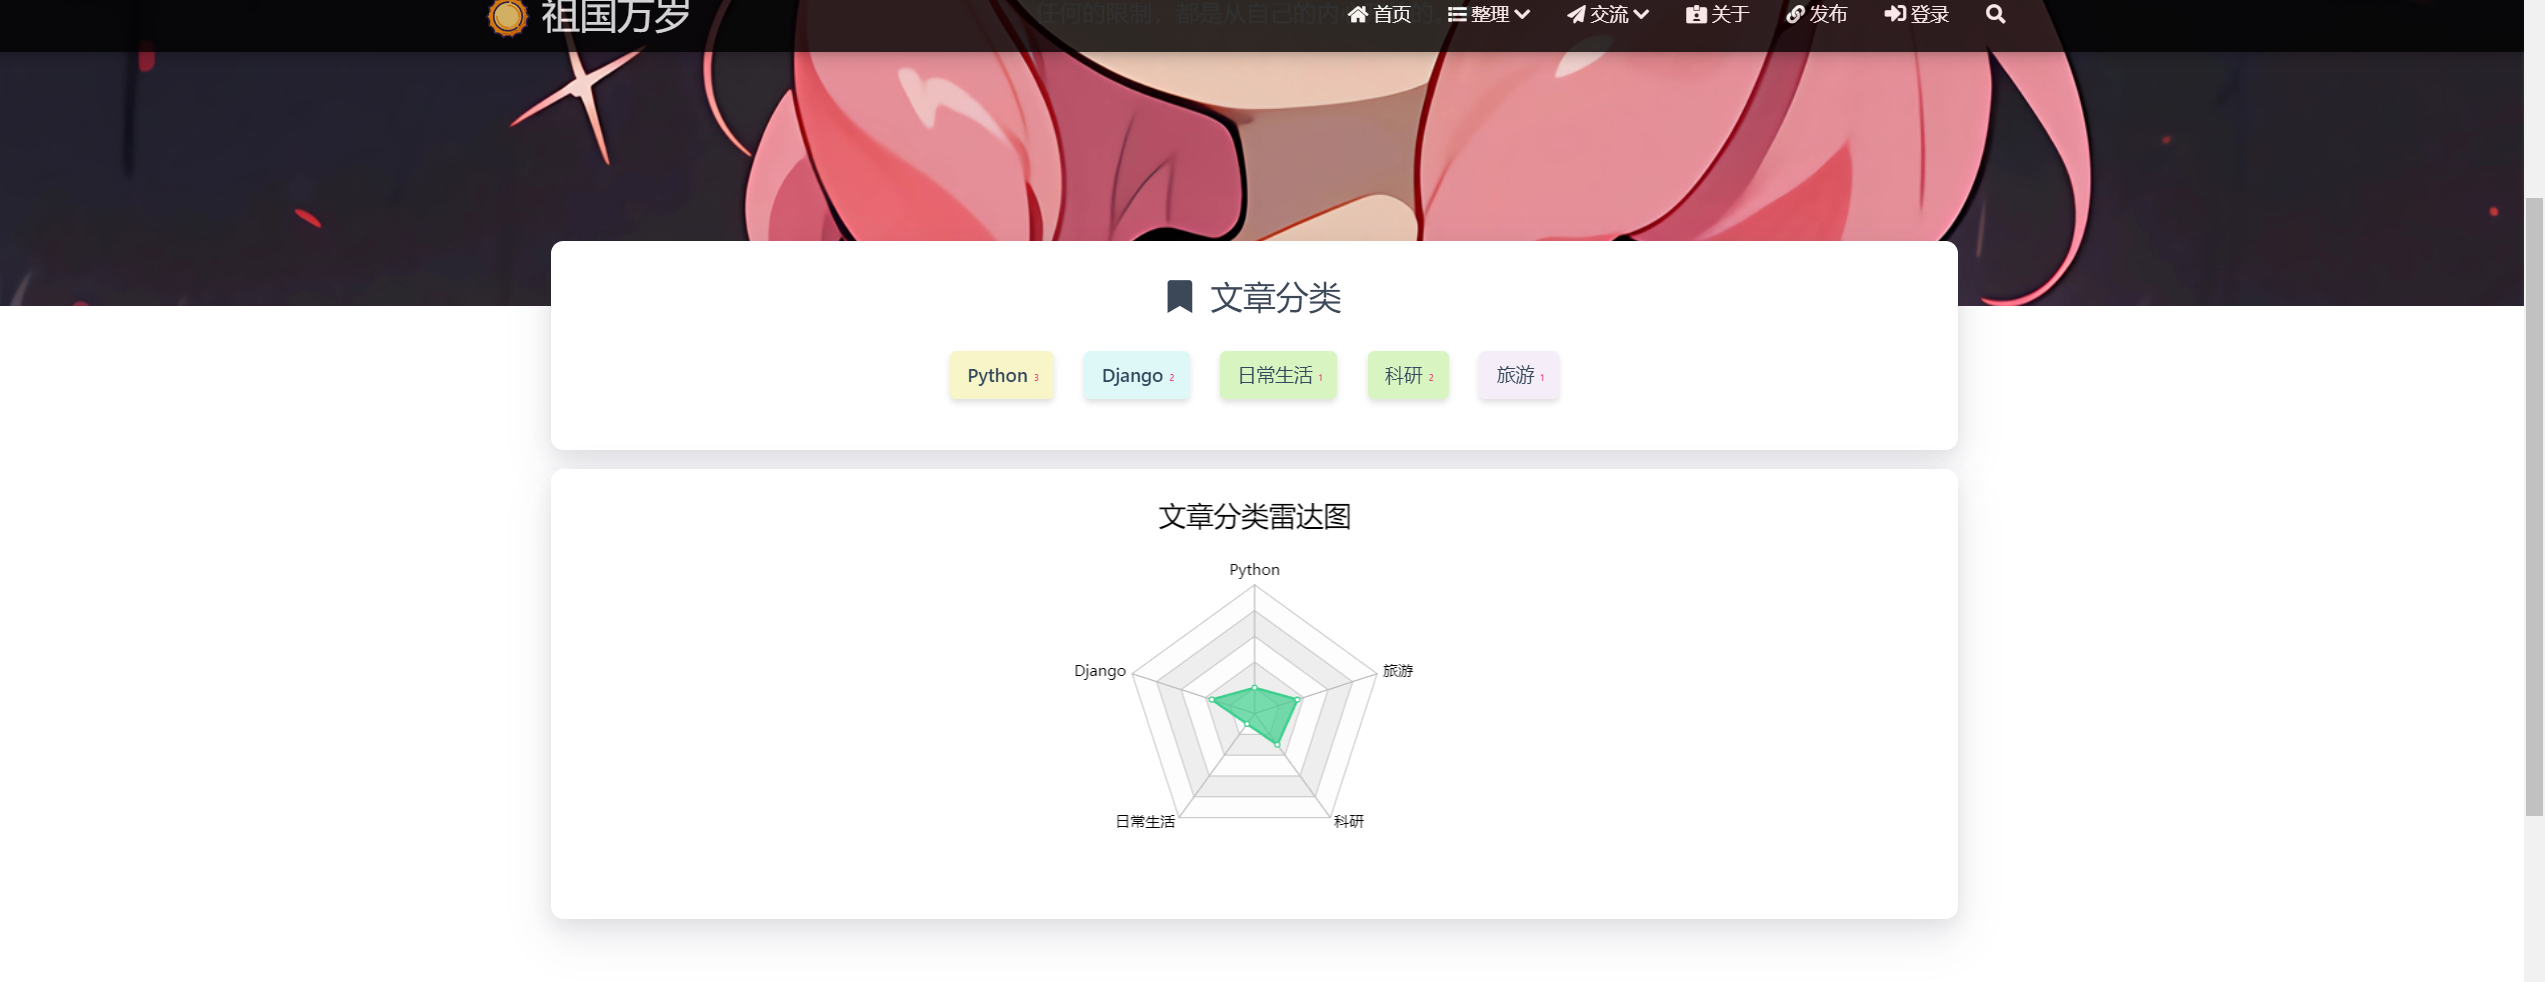 祖国万岁
任何的限制，都是从自己的内
的。
首页 整理 交流 关于 发布 登录
文章分类
Python 3 Django 2 日常生活 1 科研 2 旅游 1
文章分类雷达图
Python
Django
旅游
日常生活
科研